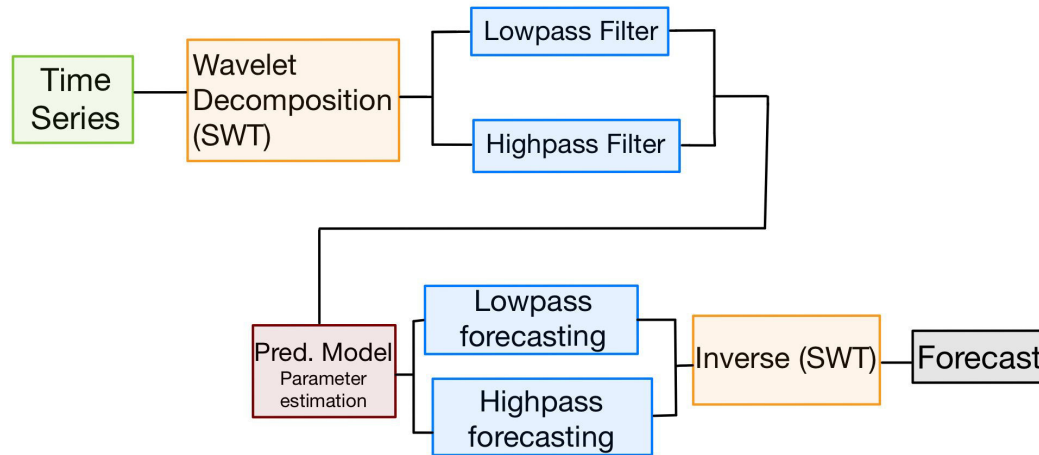 Time
Series
Wavelet
Decomposition
(SWT)
Lowpass Filter
Highpass Filter
Pred. Model
Parameter
estimation
Lowpass
forecasting
Highpass
forecasting
Inverse (SWT)
Forecast